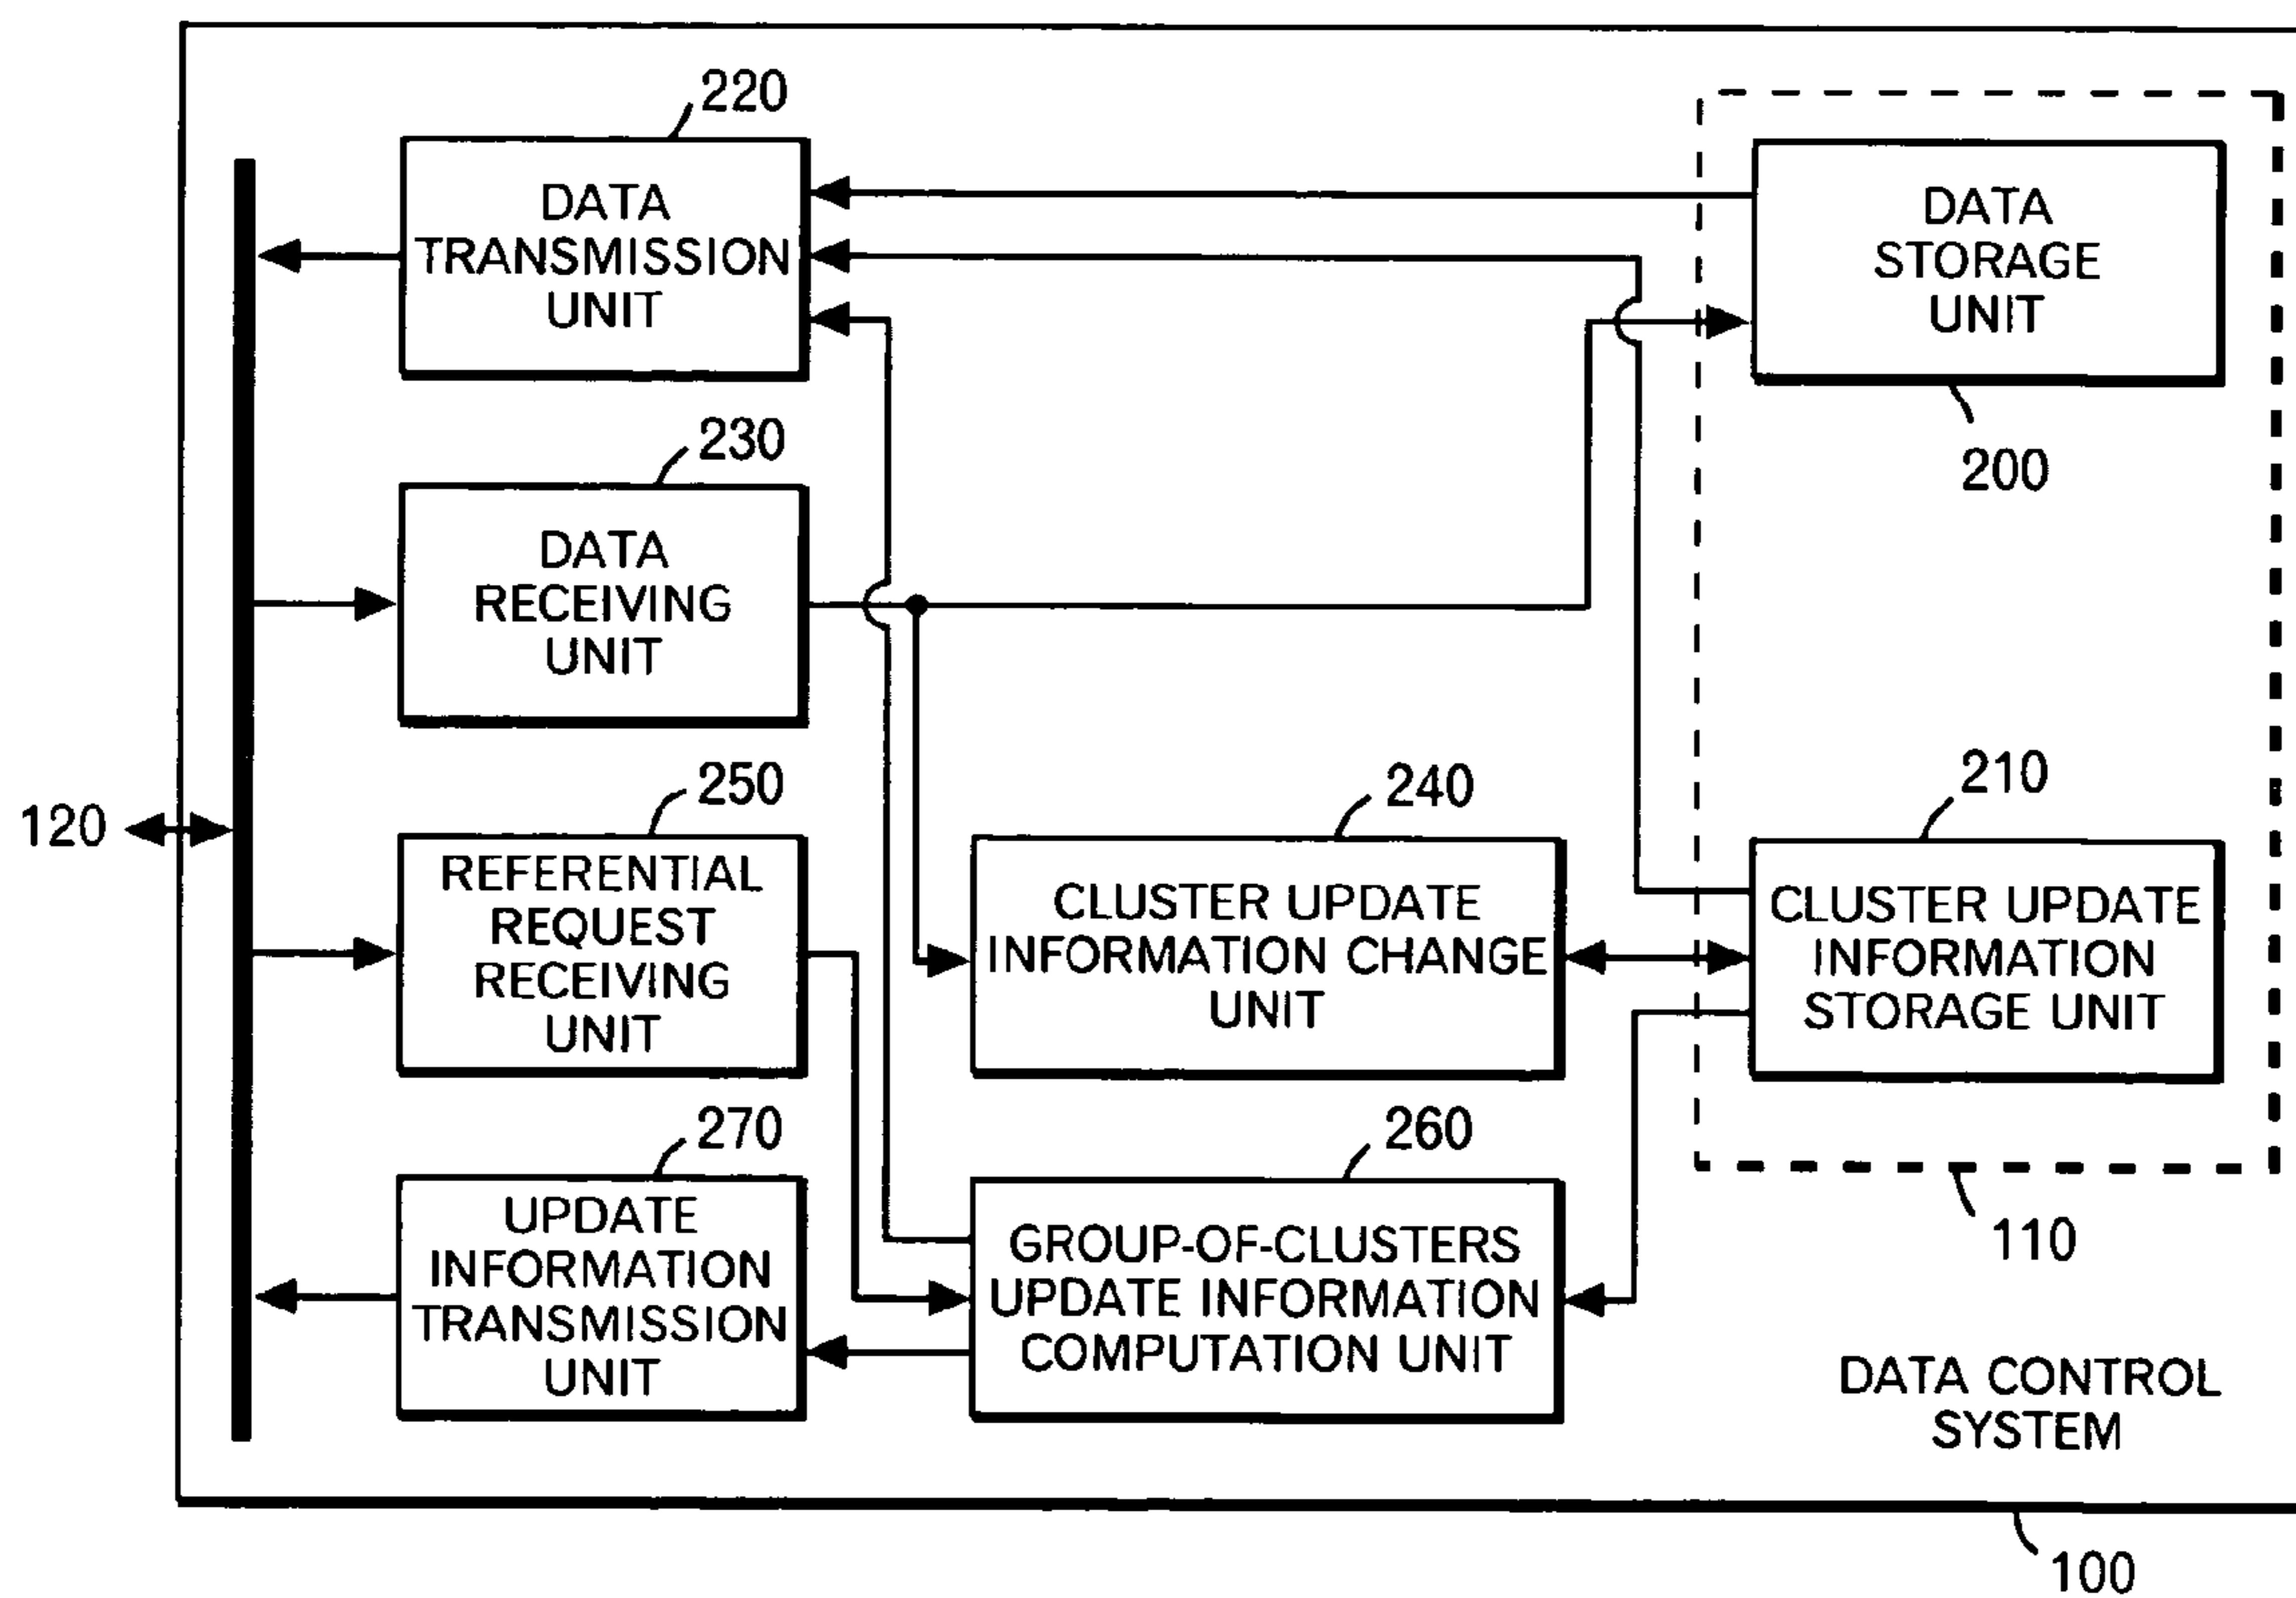 220
DATA
TRANSMISSION
UNIT
DATA
STORAGE
UNIT
200
230
DATA
RECEIVING
UNIT
120
250
REFERENTIAL
REQUEST
RECEIVING
UNIT
240
CLUSTER UPDATE
INFORMATION CHANGE
UNIT
210
CLUSTER UPDATE
INFORMATION
STORAGE UNIT
270
UPDATE
INFORMATION
TRANSMISSION
UNIT
260
GROUP-OF-CLUSTERS
UPDATE INFORMATION
COMPUTATION UNIT
110
DATA CONTROL
SYSTEM
100